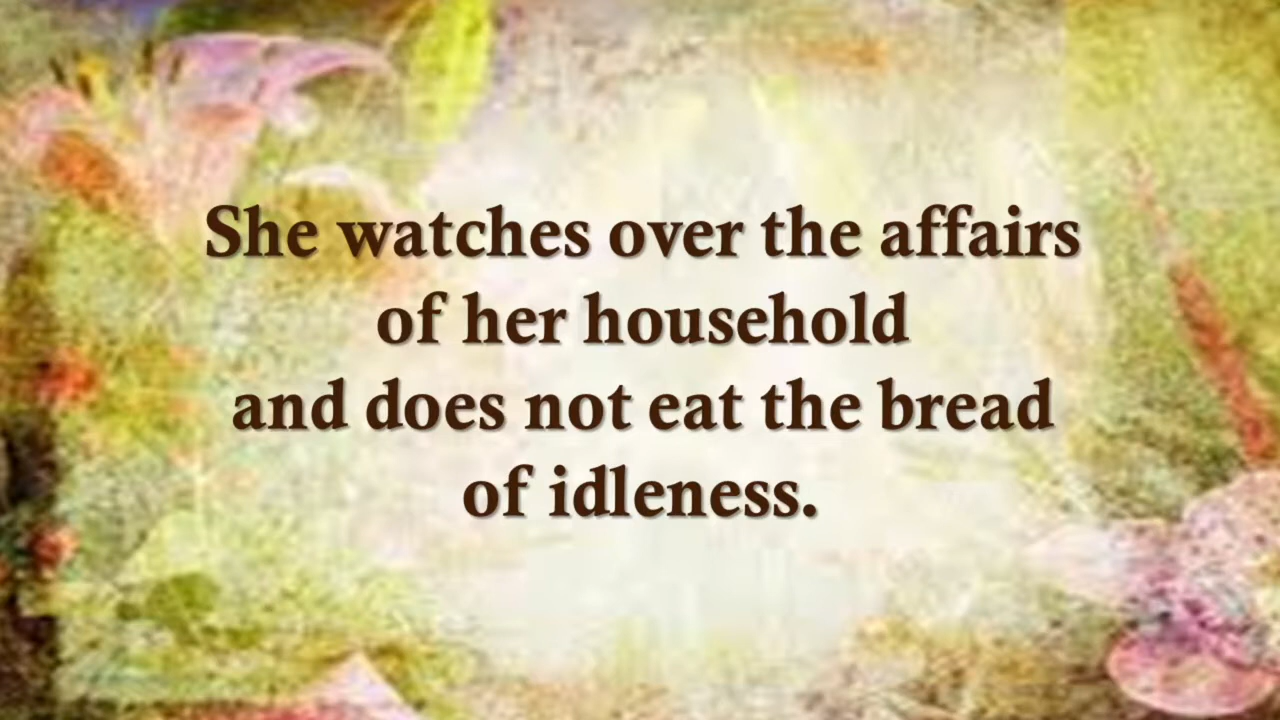 She watches over the affairs
of her household
and does not eat the bread
of idleness.